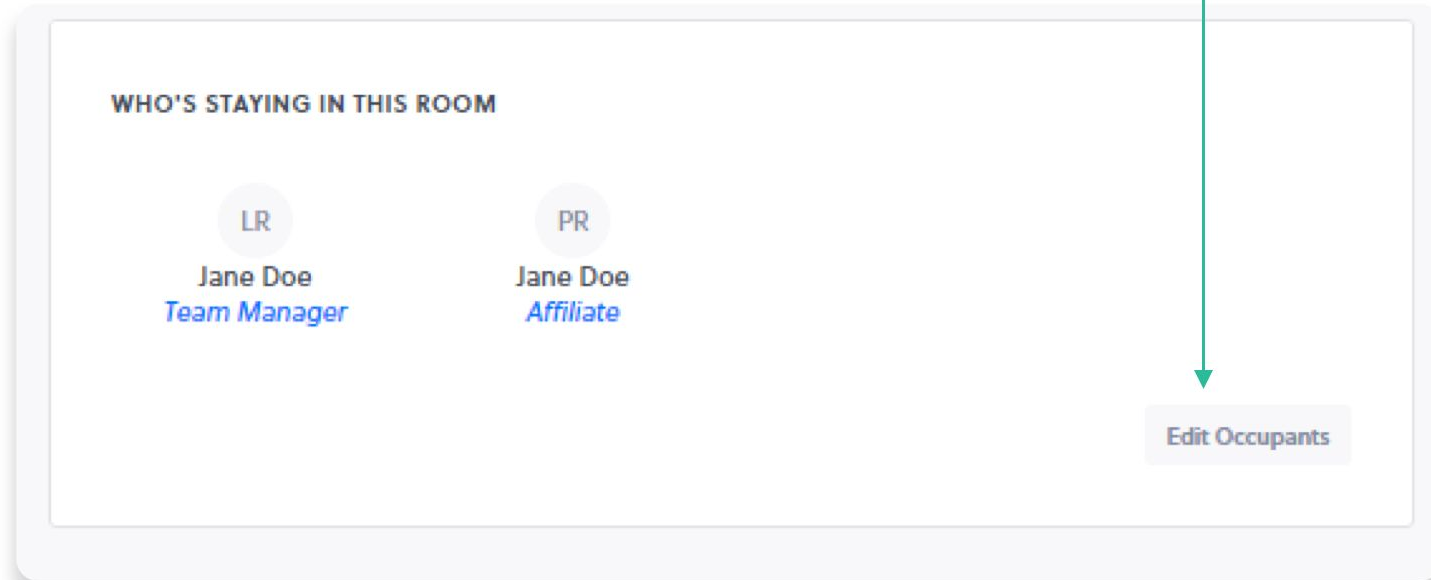 WHO'S STAYING IN THIS ROOM
LR
Jane Doe
Team Manager
PR
Jane Doe
Affiliate
Edit Occupants